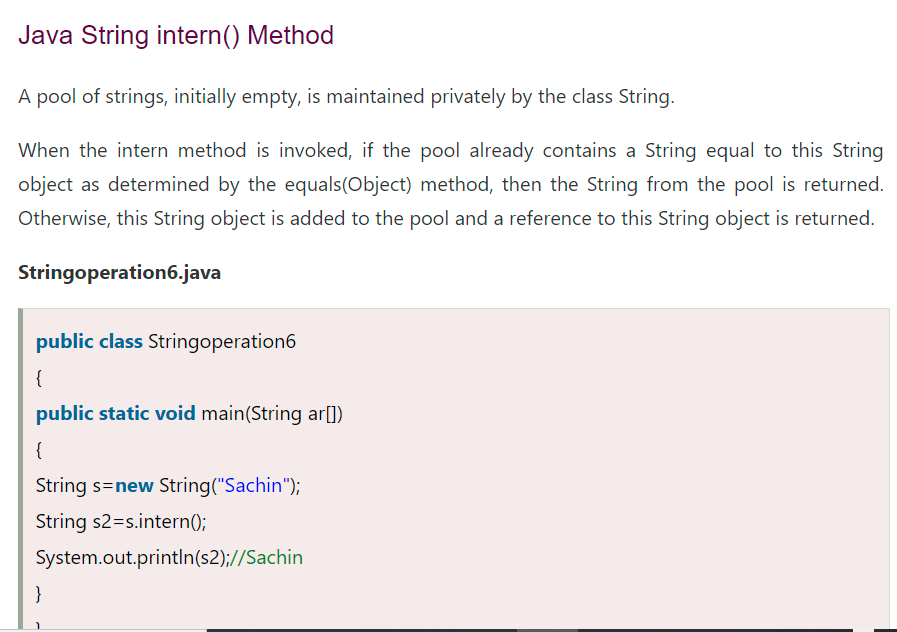 Java String intern() Method
A pool of strings, initially empty, is maintained privately by the class String.
When the intern method is invoked, if the pool already contains a String equal to this String
object as determined by the equals(Object) method, then the String from the pool is returned.
Otherwise, this String object is added to the pool and a reference to this String object is returned.
Stringoperation6.java
public class Stringoperation6
{
public static void main(String ar[])
{
String s=new String("Sachin");
String s2=s.intern();
System.out.println(s2);//Sachin
}